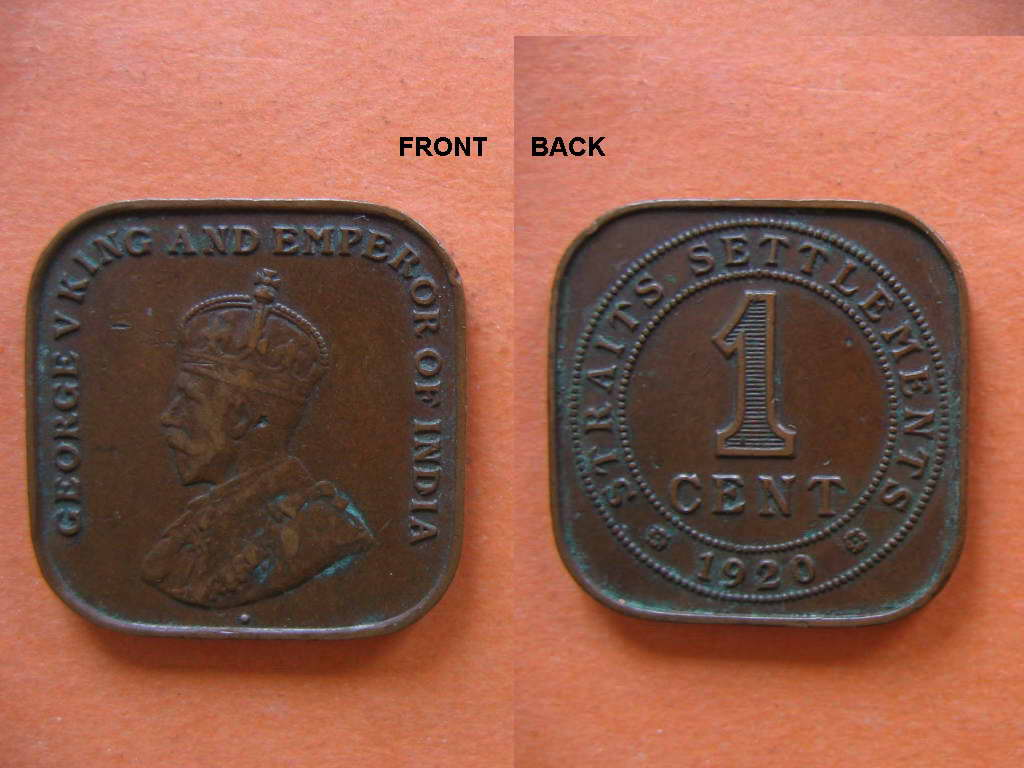 FRONT
BACK
GEORGE V KING AND EMPEROR OF INDIA
STRAITS SETTLEMENTS
1
CENT
1920